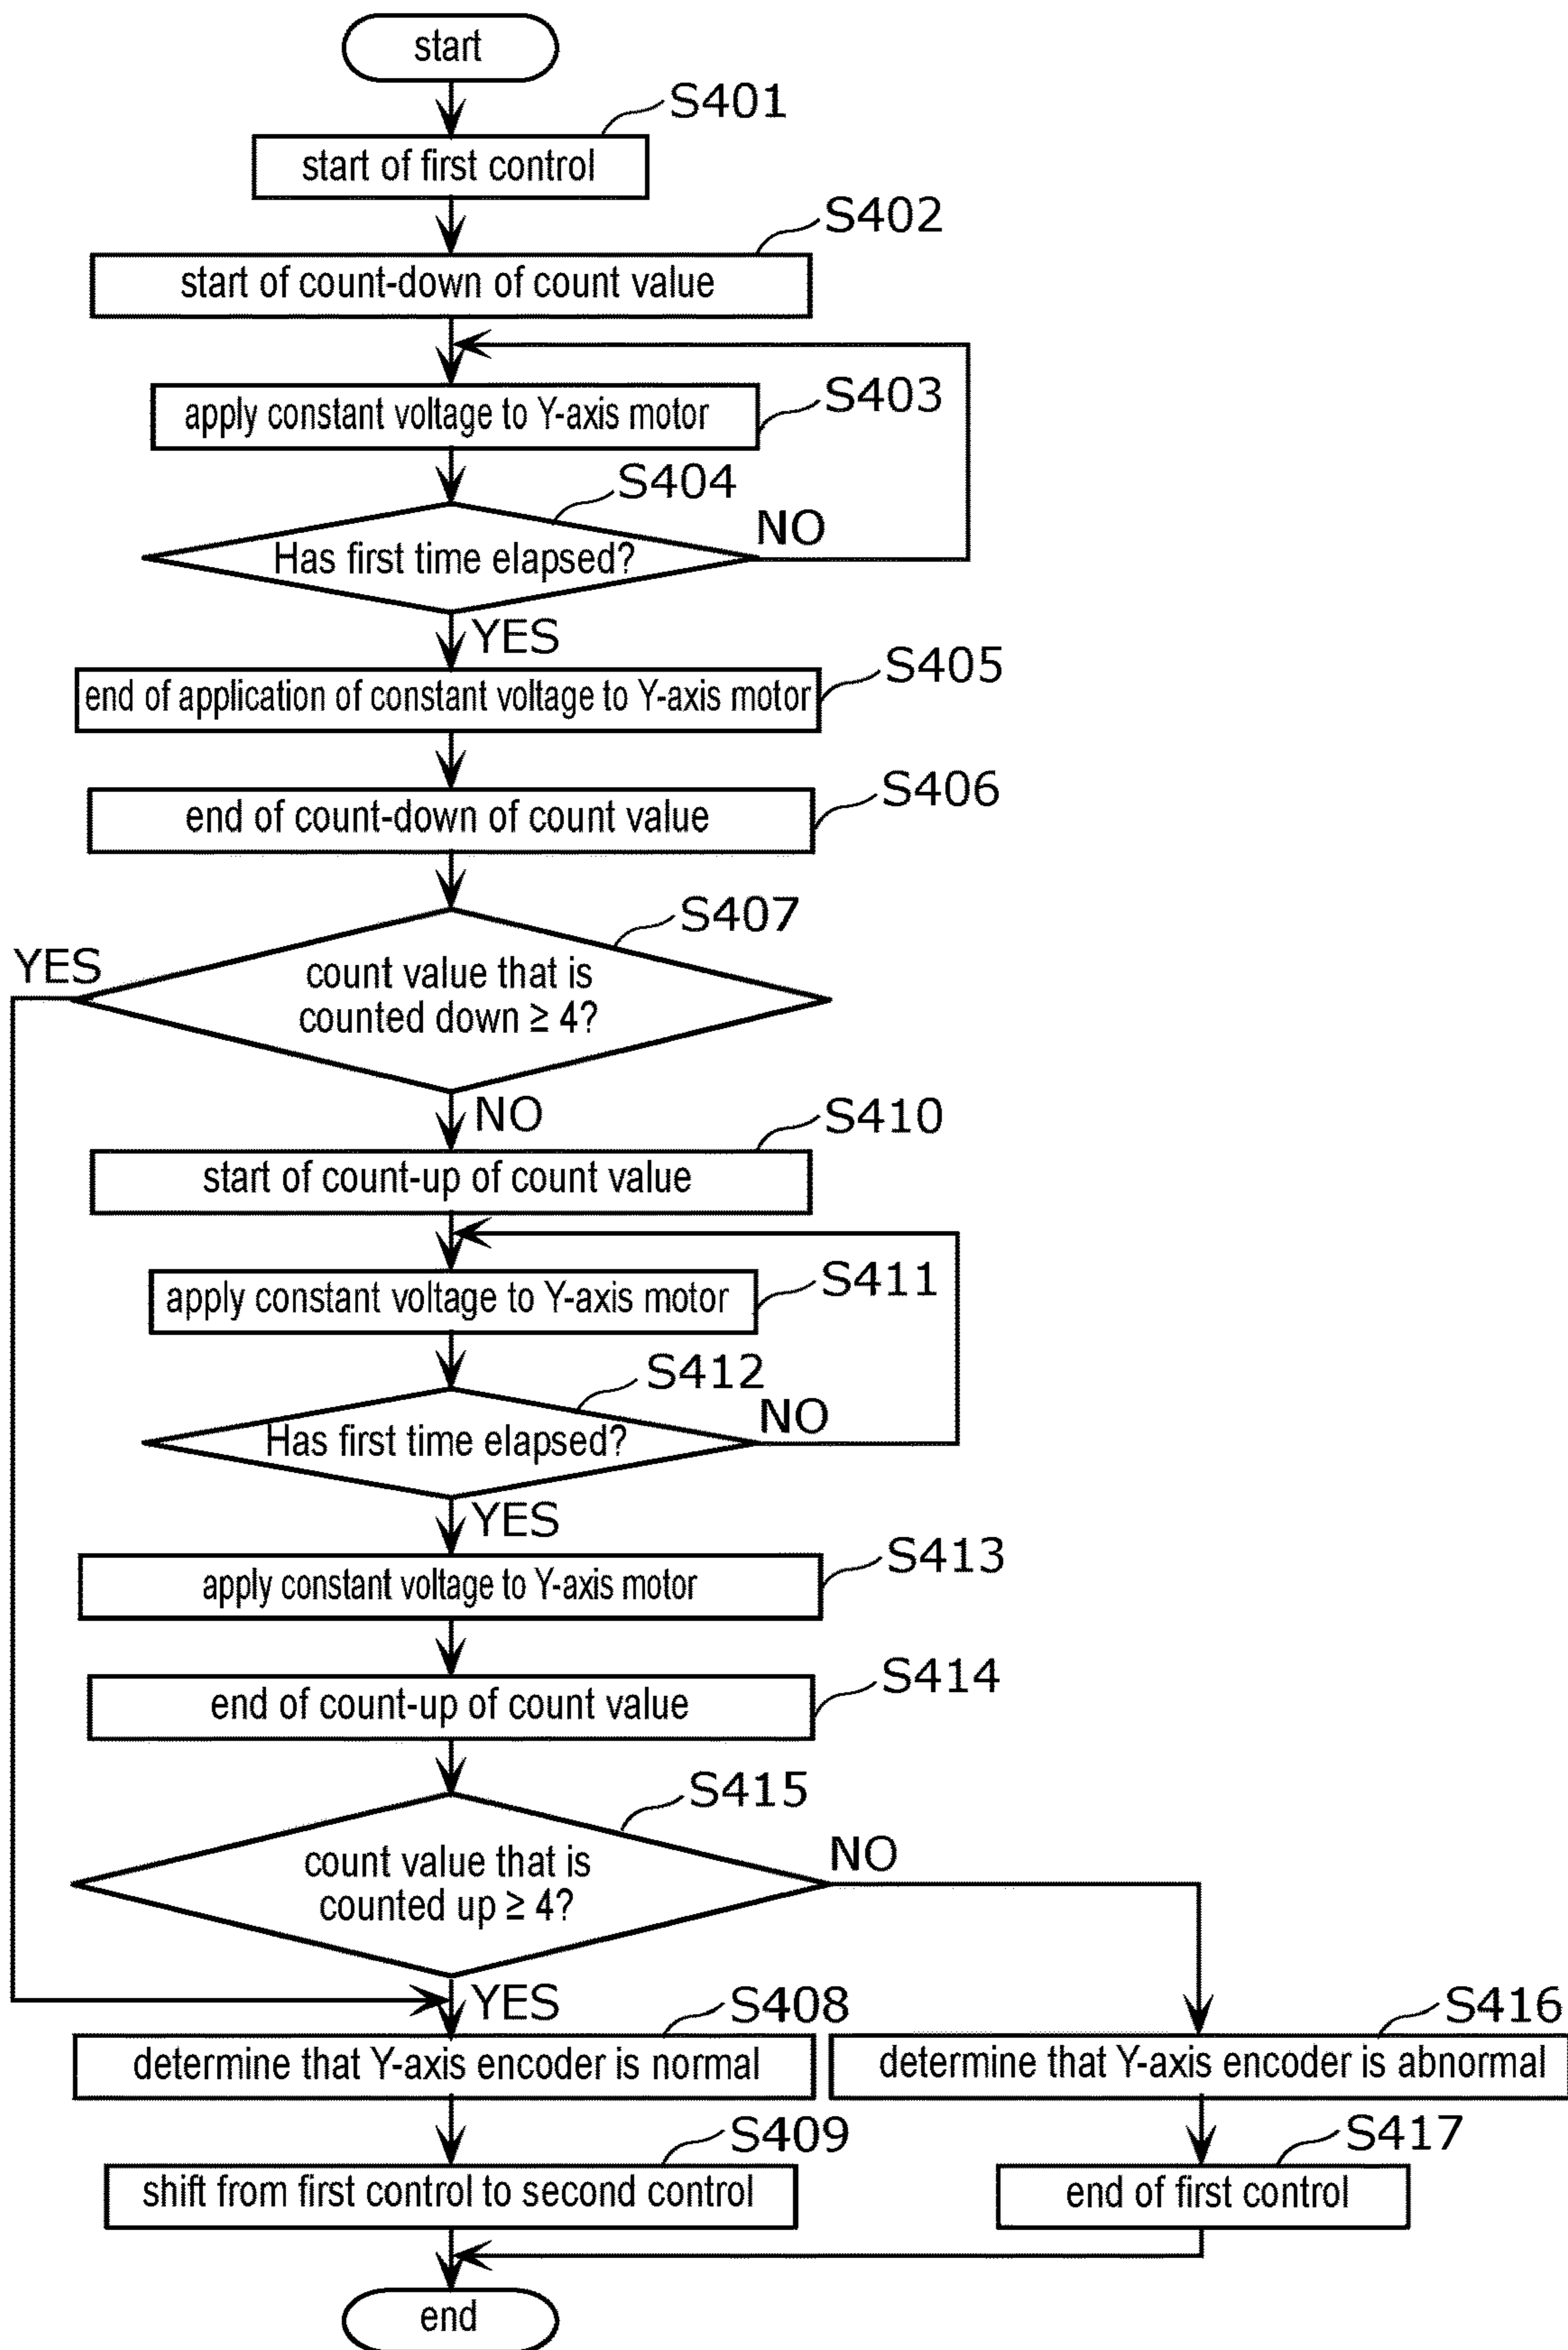 start
S401
start of first control
S402
start of count-down of count value
S403
apply constant voltage to Y-axis motor
S404
Has first time elapsed?
NO
YES
S405
end of application of constant voltage to Y-axis motor
S406
end of count-down of count value
S407
YES
count value that is
counted down ≥ 4?
NO
S410
start of count-up of count value
S411
apply constant voltage to Y-axis motor
S412
Has first time elapsed?
NO
YES
S413
apply constant voltage to Y-axis motor
S414
end of count-up of count value
S415
count value that is
counted up ≥ 4?
NO
YES
S408
S416
determine that Y-axis encoder is normal
determine that Y-axis encoder is abnormal
S409
S417
shift from first control to second control
end of first control
end